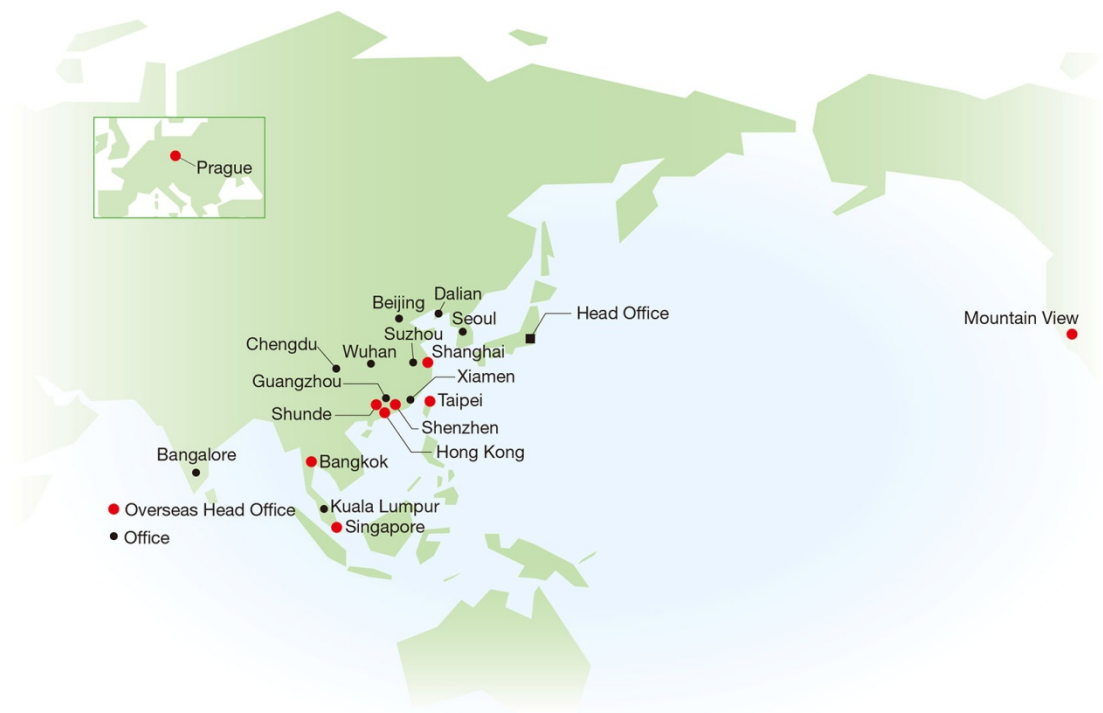 Prague
Dalian
Beijing
Seoul
Head Office
Mountain View
Suzhou
Chengdu
Wuhan
Shanghai
Guangzhou
Xiamen
Taipei
Shunde
Shenzhen
Hong Kong
Bangalore
Bangkok
Kuala Lumpur
Overseas Head Office
Singapore
Office